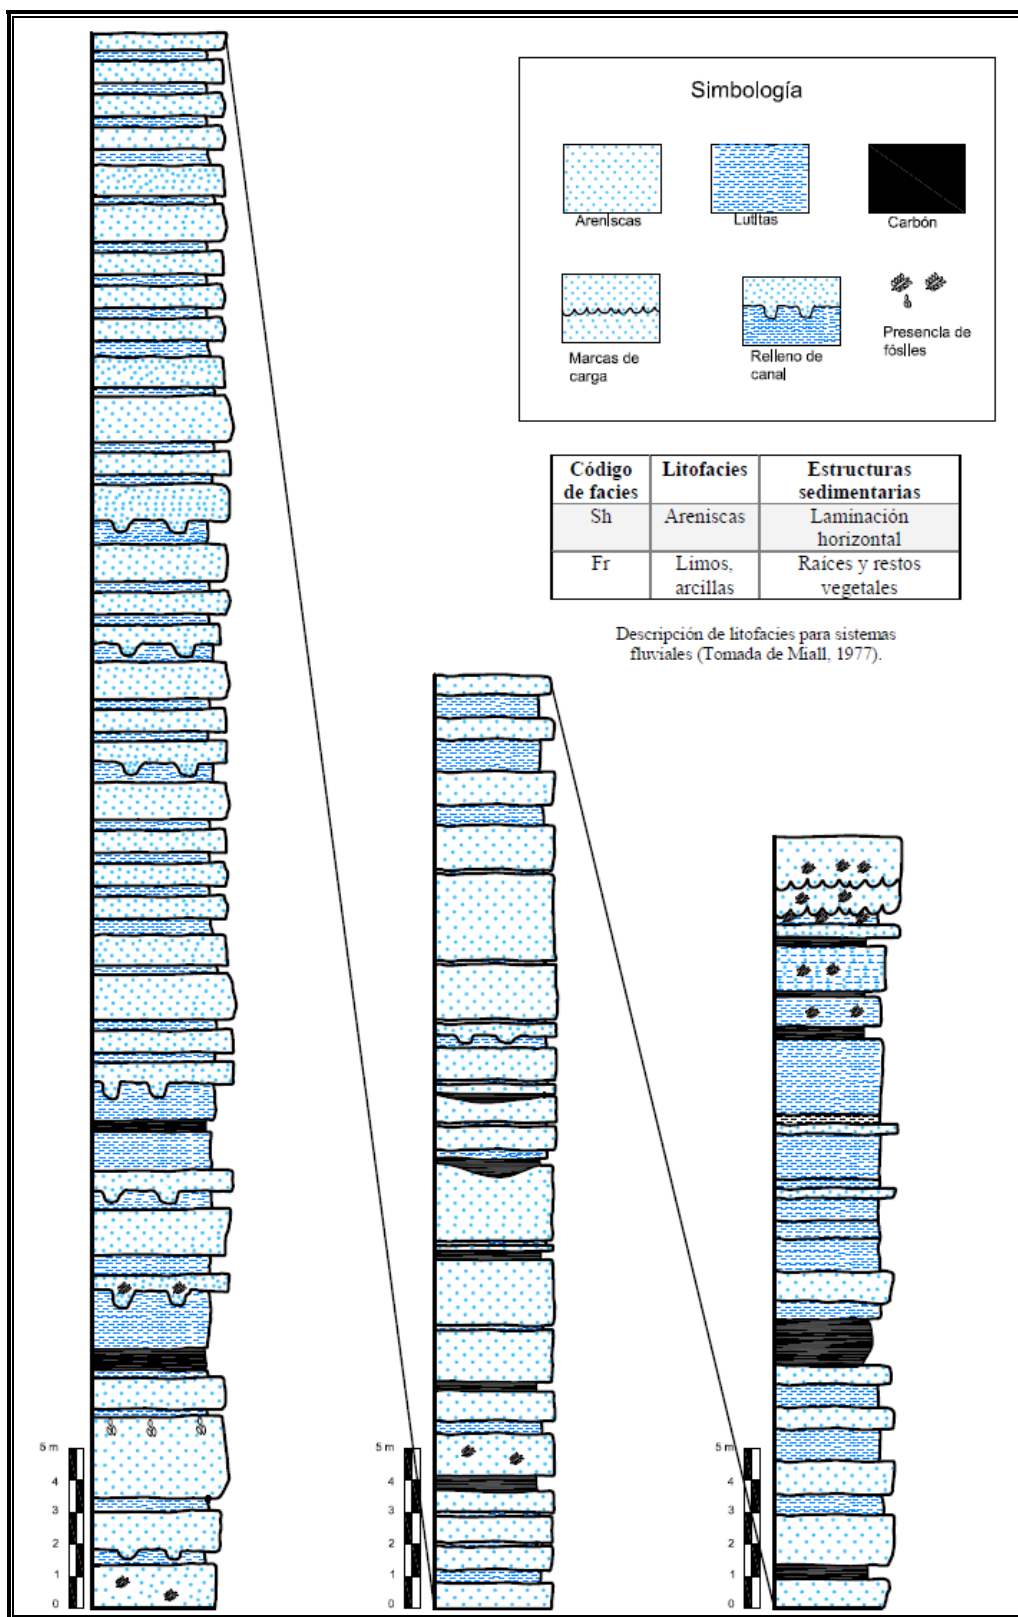 Simbología
Areniscas
Lutitas
Carbón
Marcas de
carga
Relleno de
canal
Presencia de
fósiles
Código
de facies
Litofacies
Estructuras
sedimentarias
Sh
Areniscas
Laminación
horizontal
Fr
Limos,
arcillas
Raíces y restos
vegetales
Descripción de litofacies para sistemas
fluviales (Tomada de Miall, 1977).
5 m
4
3
2
1
0
5 m
4
3
2
1
0
5 m
4
3
2
1
0